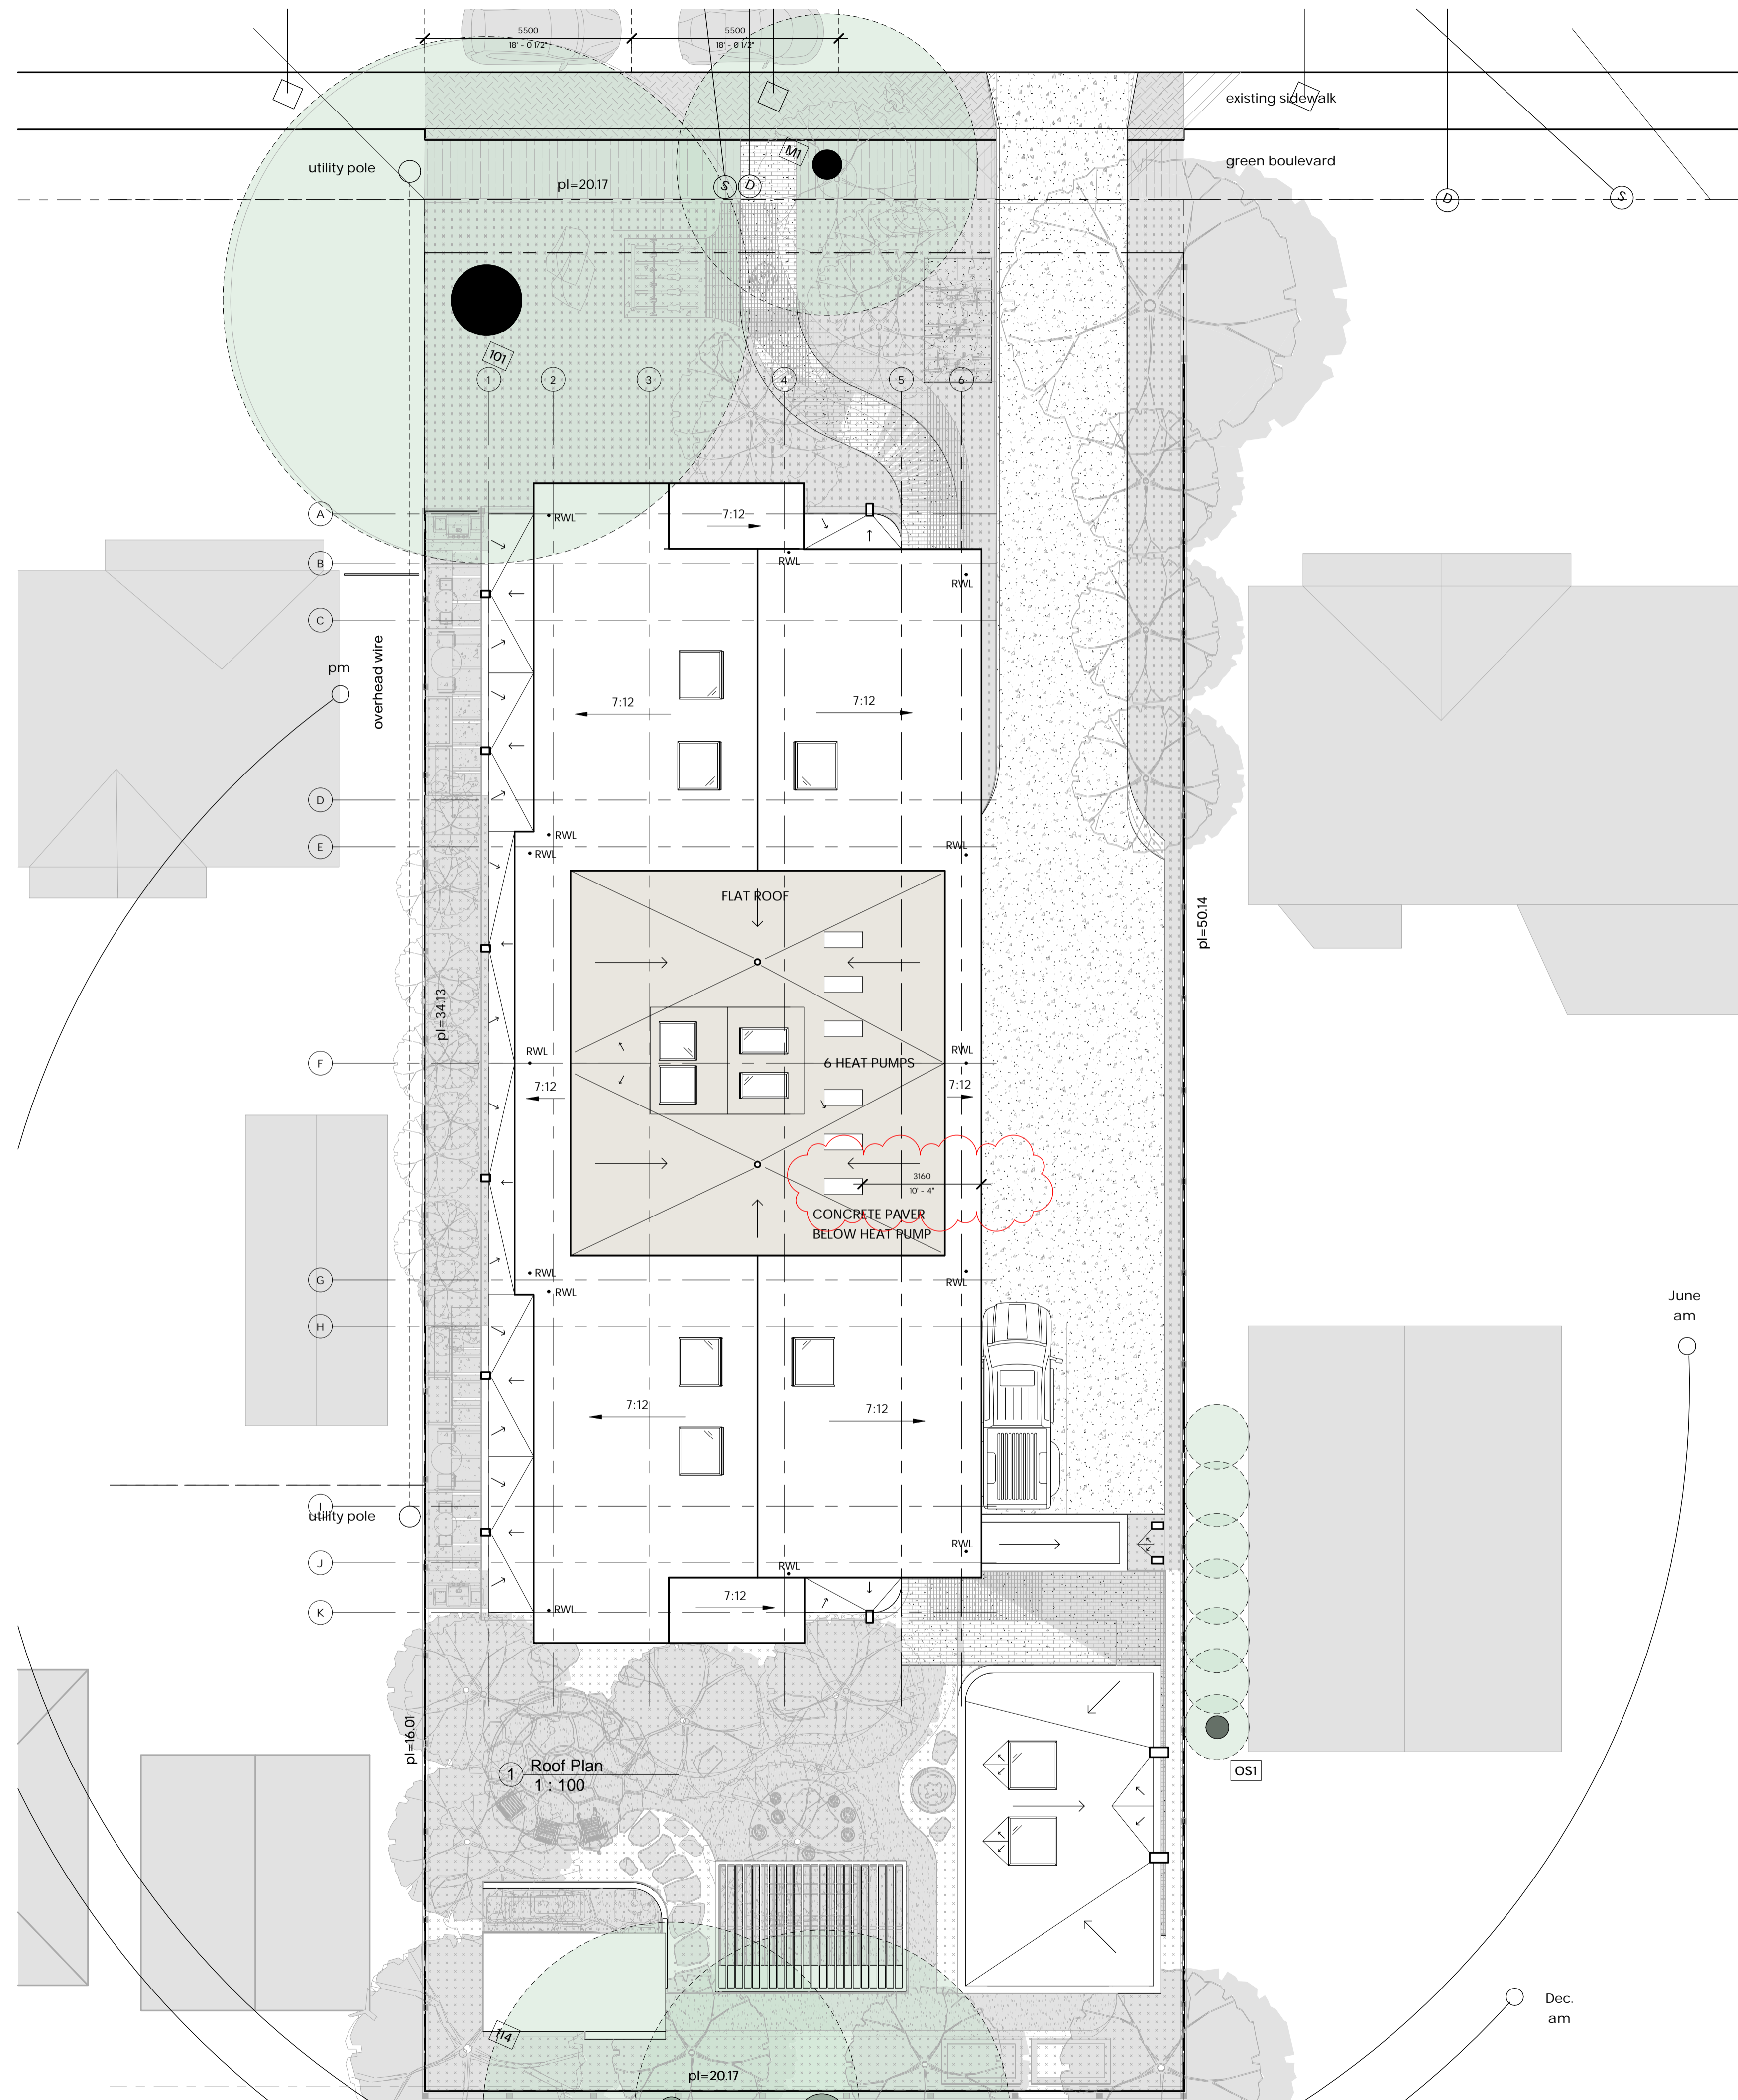 5500
18' - 0 1/2"
5500
18' - 0 1/2"
existing sidewalk
utility pole
M1
green boulevard
pl=20.17
S
D
D
S
101
1
2
3
4
5
6
A
RWL
7:12
B
RWL
RWL
C
pm
overhead wire
7:12
7:12
D
RWL
E
RWL
RWL
FLAT ROOF
pl=50.14
pl=34.13
F
RWL
6 HEAT PUMPS
RWL
7:12
7:12
3160
10' - 4"
CONCRETE PAVER
BELOW HEAT PUMP
G
RWL
RWL
RWL
H
June
am
7:12
7:12
I
utility pole
J
RWL
RWL
7:12
K
RWL
pl=16.01
1
Roof Plan
1 : 100
OS1
Dec.
am
114
pl=20.17